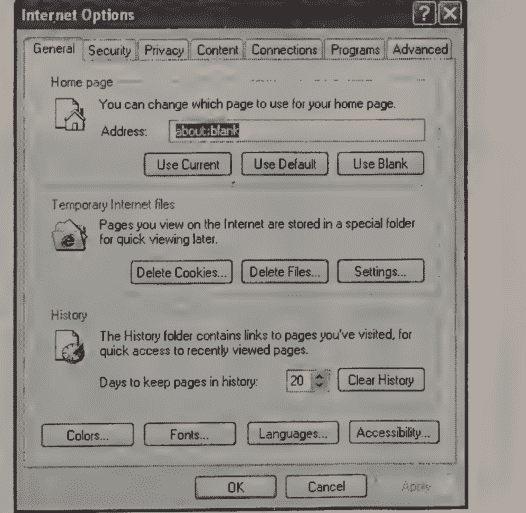 Internet Options
General Security Privacy Content Connections Programs Advanced
Home page
You can change which page to use for your home page.
Address: about:blank
Use Current Use Default Use Blank
Temporary Internet files
Pages you view on the Internet are stored in a special folder
for quick viewing later.
Delete Cookies... Delete Files... Settings...
History
The History folder contains links to pages you've visited, for
quick access to recently viewed pages.
Days to keep pages in history: 20 Clear History
Colors... Fonts... Languages... Accessibility...
OK Cancel Apply